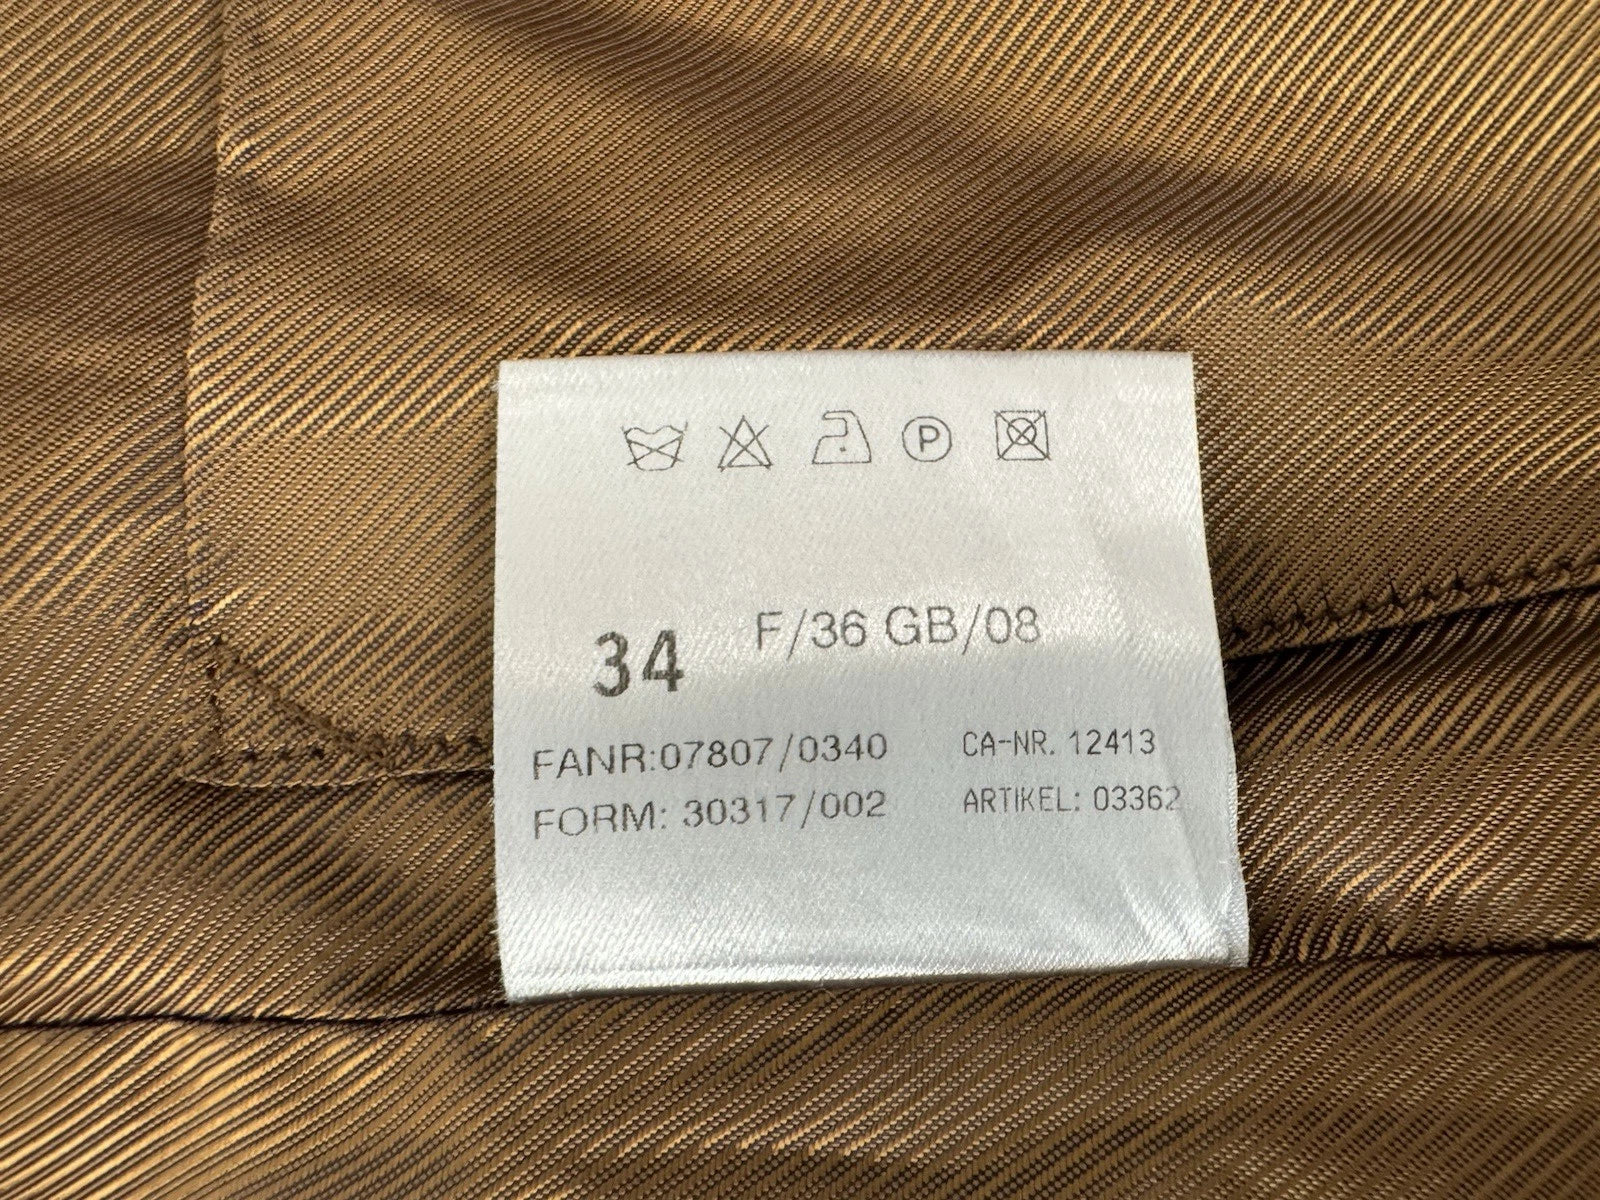 P
34 F/36 GB/08
FANR:07807/0340 CA-NR. 12413
FORM: 30317/002 ARTIKEL: 03362